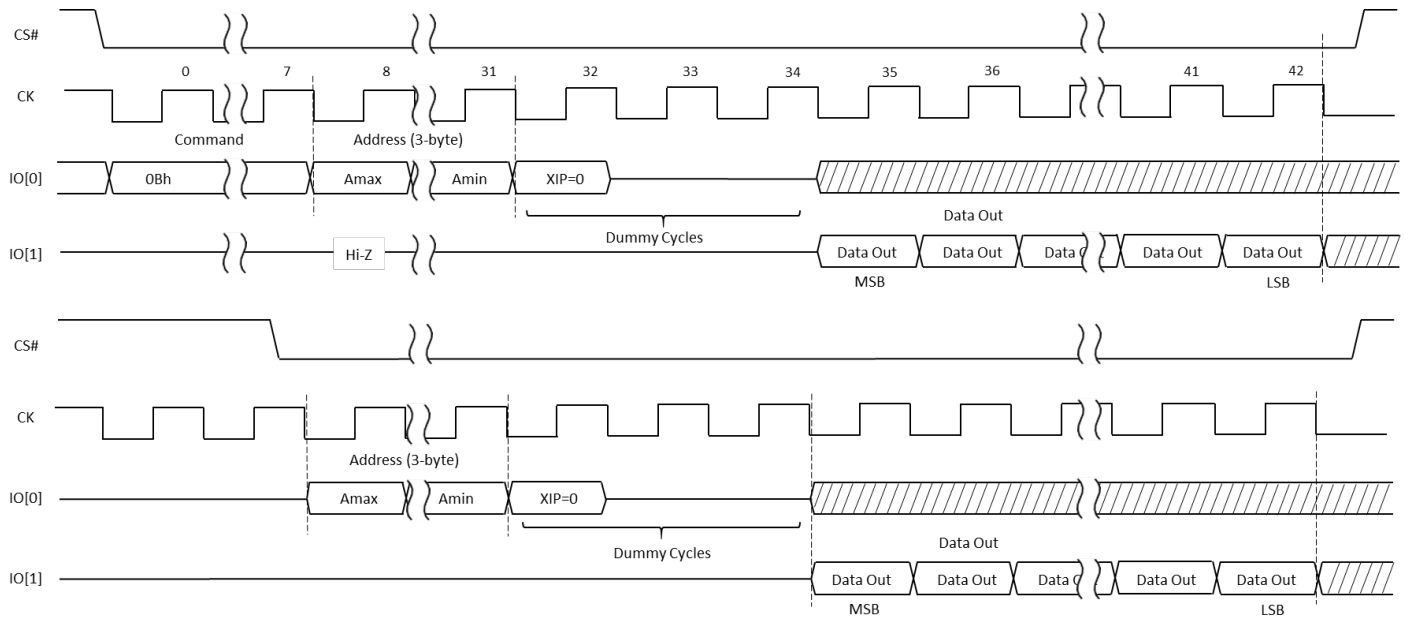 CS#
0 7 8 31 32 33 34 35 36 41 42
CK
Command Address (3-byte)
IO[0] 0Bh Amax Amin XIP=0
Data Out
Dummy Cycles
IO[1] Hi-Z Data Out Data Out Data Data Out Data Out
MSB LSB
CS#
CK
Address (3-byte)
IO[0] Amax Amin XIP=0
Data Out
Dummy Cycles
IO[1] Data Out Data Out Data Data Out Data Out
MSB LSB